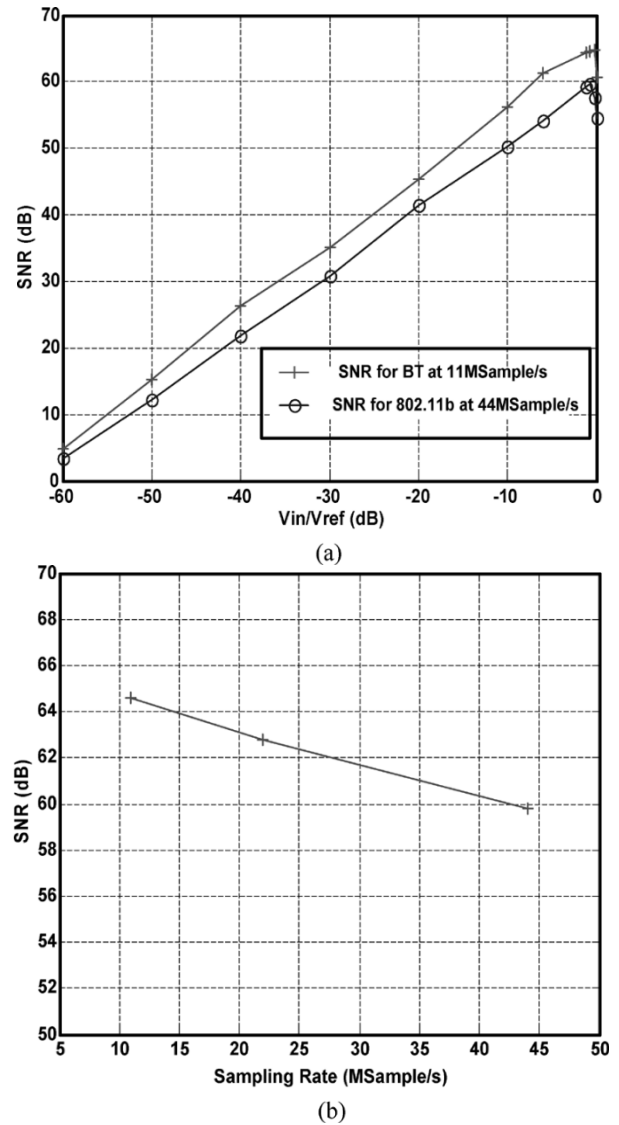 70
60
50
40
30
20
10
0
SNR (dB)
SNR for BT at 11MSample/s
SNR for 802.11b at 44MSample/s
-60 -50 -40 -30 -20 -10 0
Vin/Vref (dB)
(a)
70
68
66
64
62
60
58
56
54
52
50
SNR (dB)
5 10 15 20 25 30 35 40 45 50
Sampling Rate (MSample/s)
(b)